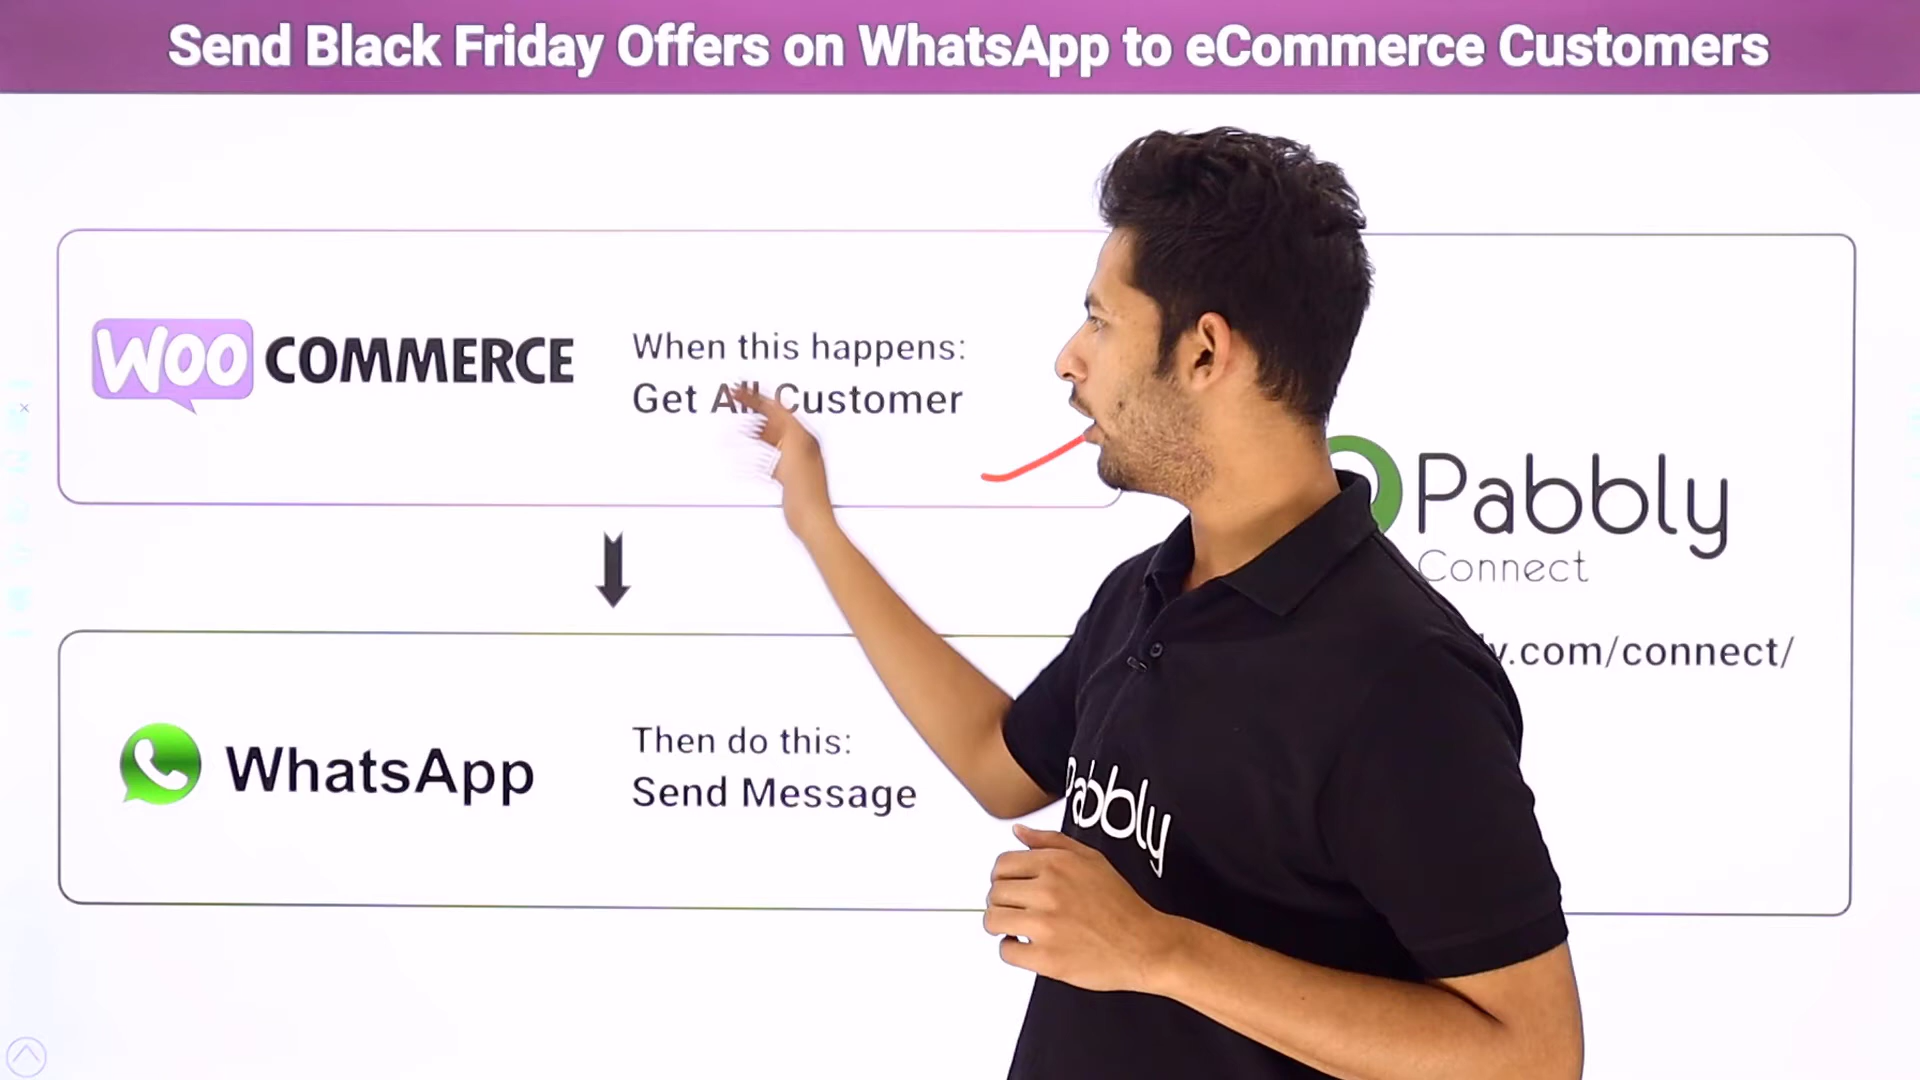 Send Black Friday Offers on WhatsApp to eCommerce Customers
WOO COMMERCE
When this happens:
Get All Customer
Pabbly
Connect
y.com/connect/
WhatsApp
Then do this:
Send Message
Pabbly